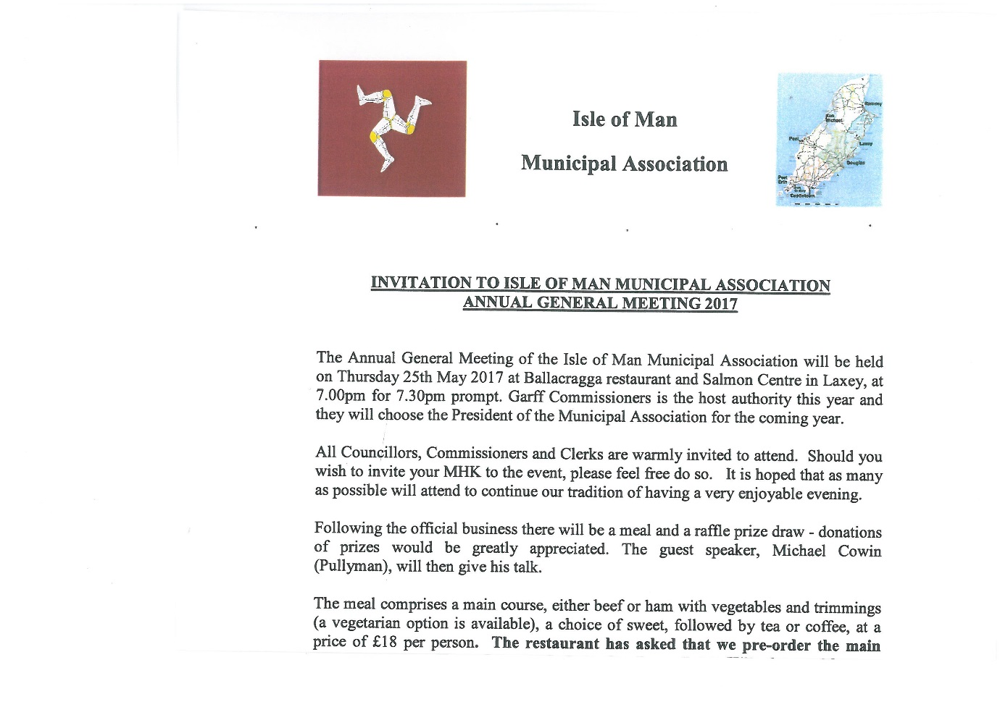 Isle of Man
Municipal Association
Ramsey
Kirk
Michael
Peel
Laxey
Douglas
Port
Erin
Castletown
INVITATION TO ISLE OF MAN MUNICIPAL ASSOCIATION
ANNUAL GENERAL MEETING 2017
The Annual General Meeting of the Isle of Man Municipal Association will be held
on Thursday 25th May 2017 at Ballacragga restaurant and Salmon Centre in Laxey, at
7.00pm for 7.30pm prompt. Garff Commissioners is the host authority this year and
they will choose the President of the Municipal Association for the coming year.
All Councillors, Commissioners and Clerks are warmly invited to attend. Should you
wish to invite your MHK to the event, please feel free do so. It is hoped that as many
as possible will attend to continue our tradition of having a very enjoyable evening.
Following the official business there will be a meal and a raffle prize draw - donations
of prizes would be greatly appreciated. The guest speaker, Michael Cowin
(Pullyman), will then give his talk.
The meal comprises a main course, either beef or ham with vegetables and trimmings
(a vegetarian option is available), a choice of sweet, followed by tea or coffee, at a
price of £18 per person. The restaurant has asked that we pre-order the main